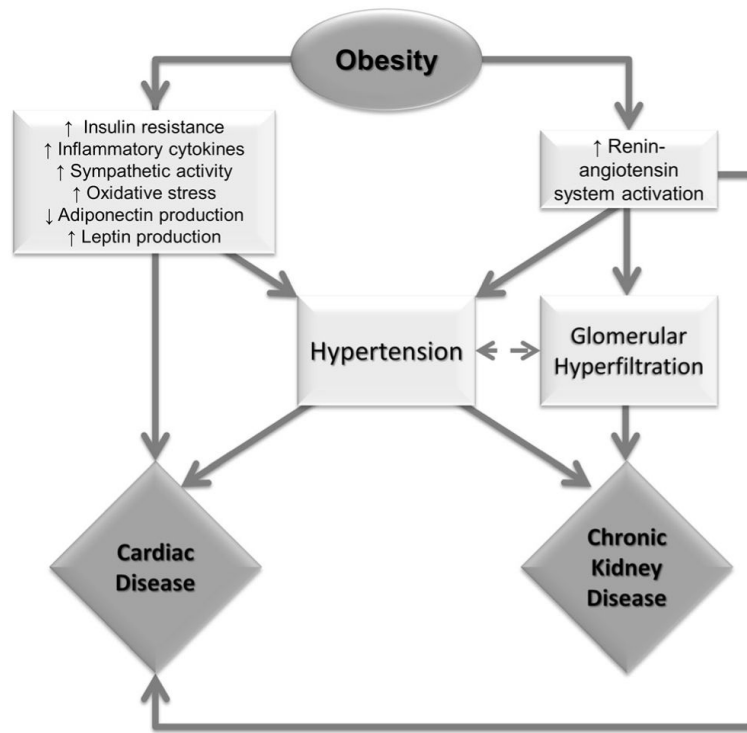 Obesity
↑ Insulin resistance
↑ Inflammatory cytokines
↑ Sympathetic activity
↑ Oxidative stress
↓ Adiponectin production
↑ Leptin production
↑ Renin-
angiotensin
system activation
Hypertension
Glomerular
Hyperfiltration
Cardiac
Disease
Chronic
Kidney
Disease